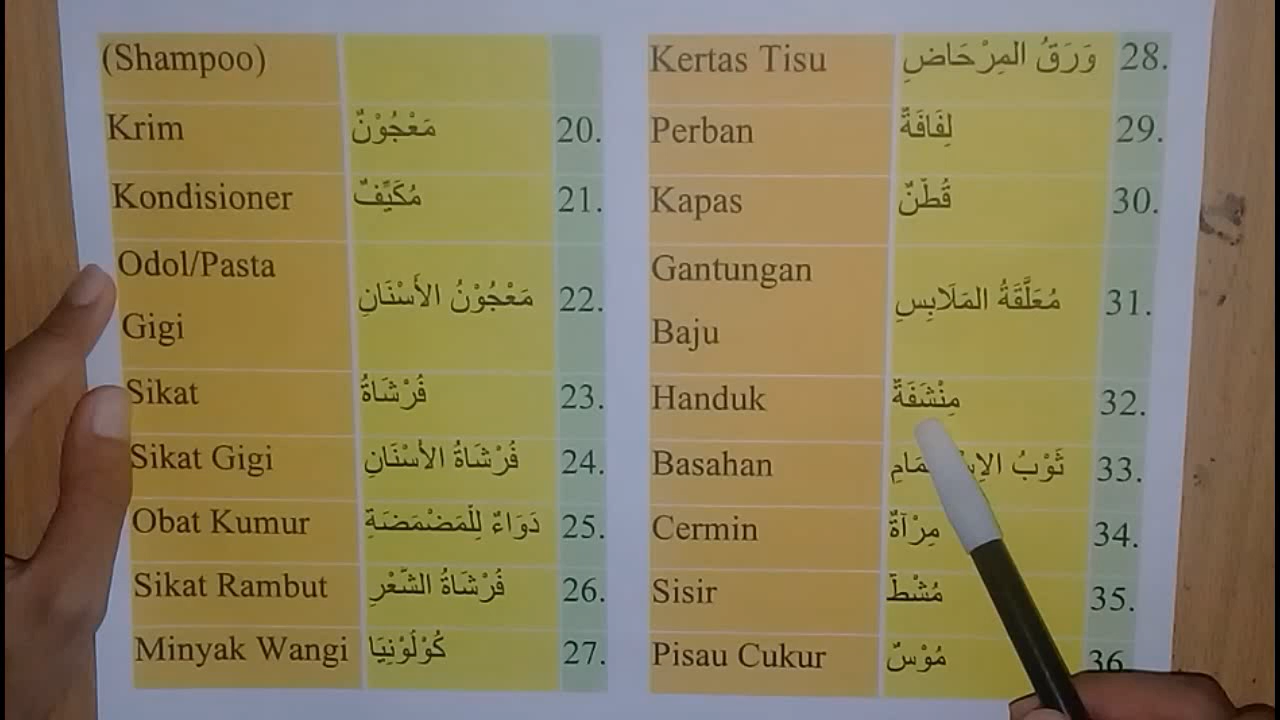 (Shampoo)
Krim مَعْجُوْنٌ 20.
Kondisioner مُكَيِّفٌ 21.
Odol/Pasta
Gigi مَعْجُوْنُ الأَسْنَانِ 22.
Sikat فُرْشَاةُ 23.
Sikat Gigi فُرْشَاةُ الأَسْنَانِ 24.
Obat Kumur دَوَاءٌ لِلْمَضْمَضَةِ 25.
Sikat Rambut فُرْشَاةُ الشَّعْرِ 26.
Minyak Wangi كُوْلُوْنِيَا 27.
Kertas Tisu وَرَقُ المِرْحَاضِ 28.
Perban لِفَافَةٌ 29.
Kapas قُطْنٌ 30.
Gantungan
Baju مُعَلَّقَةُ المَلَابِسِ 31.
Handuk مِنْشَفَةٌ 32.
Basahan ثَوْبُ 33.
Cermin مِرْآةٌ 34.
Sisir مُشْطٌ 35.
Pisau Cukur مُوْسٌ 36